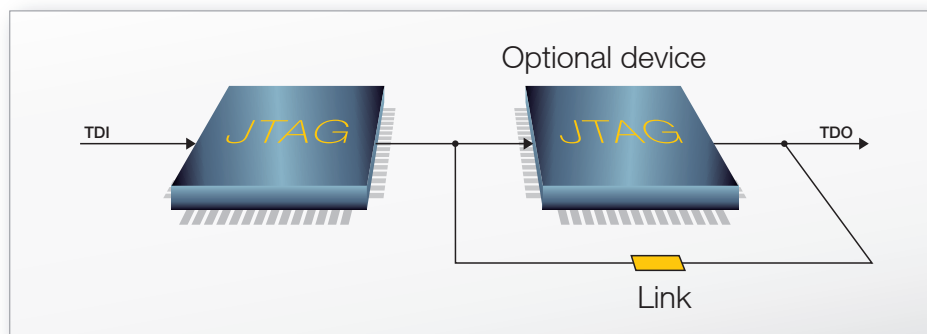 Optional device
TDI
JTAG
JTAG
TDO
Link